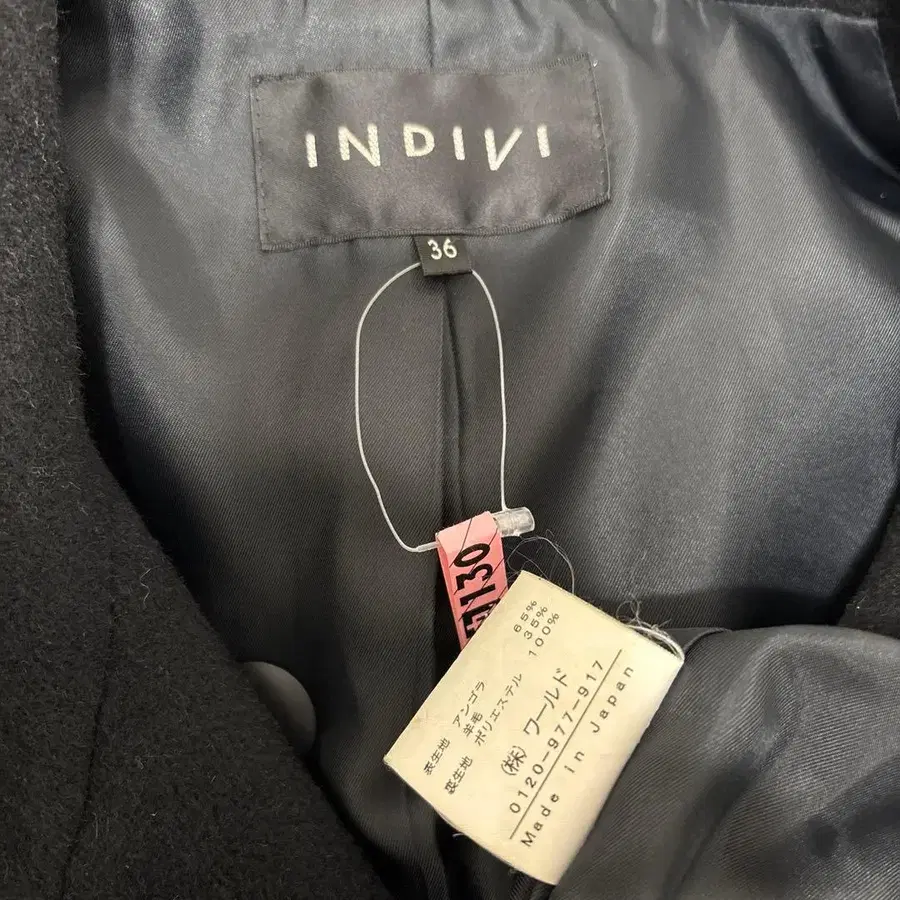 INDIVI
36
130
表生地 アンゴラ 65%
羊毛 35%
裏生地 ポリエステル 100%
(株) ワールド
0120-977-917
Made in Japan